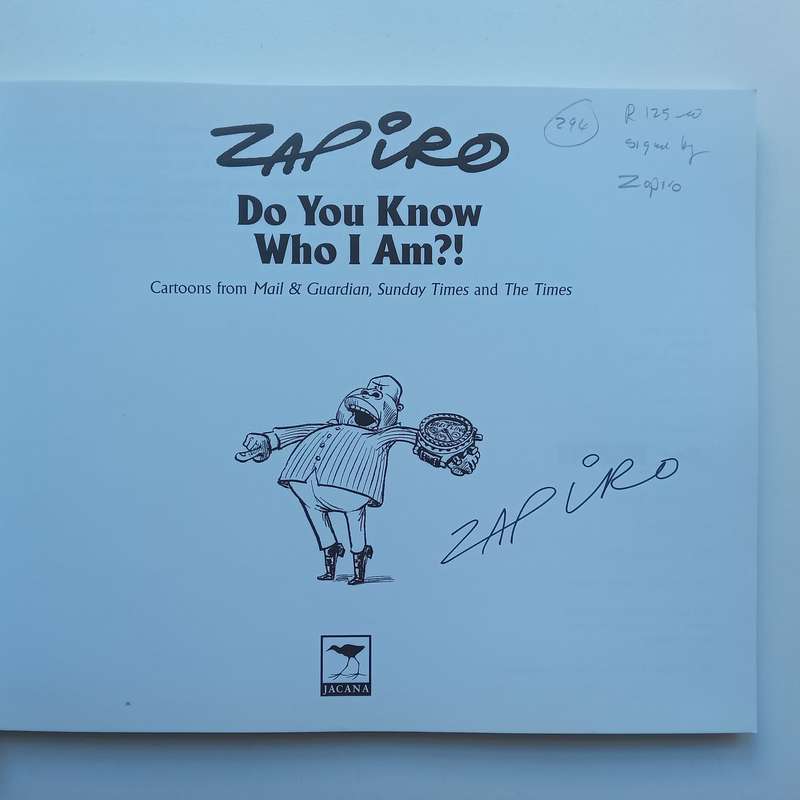 ZAPIRO
294
R 125-00
signed by
Zapiro
Do You Know
Who I Am?!
Cartoons from Mail & Guardian, Sunday Times and The Times
ZAPIRO
JACANA